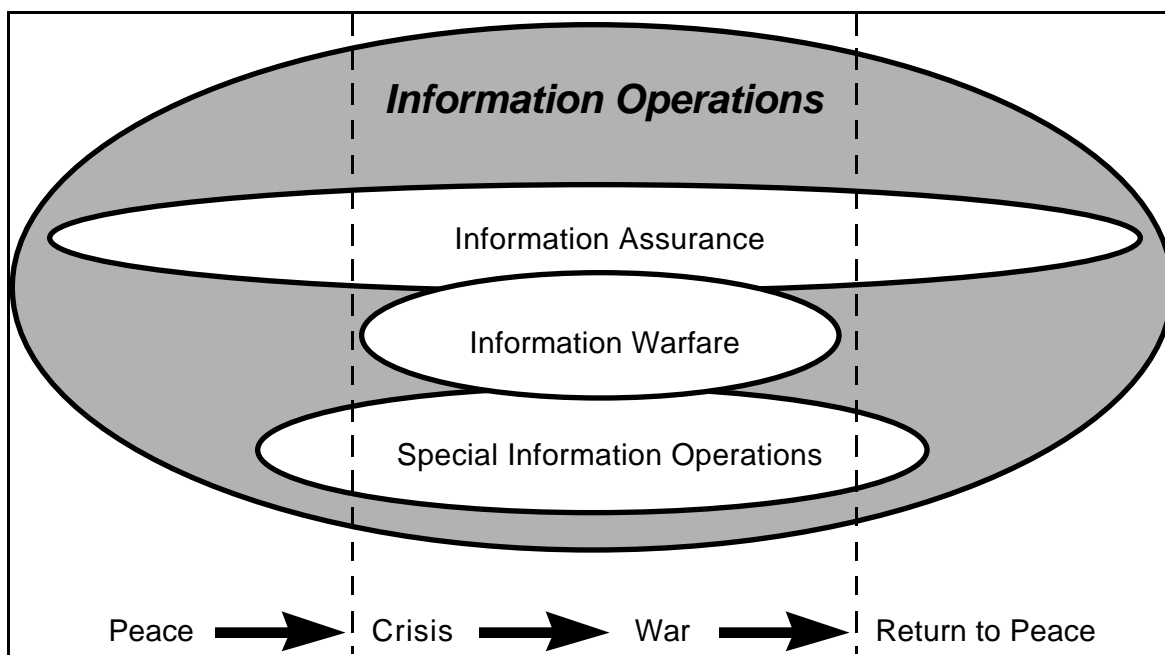 Information Operations
Information Assurance
Information Warfare
Special Information Operations
Peace Crisis War Return to Peace